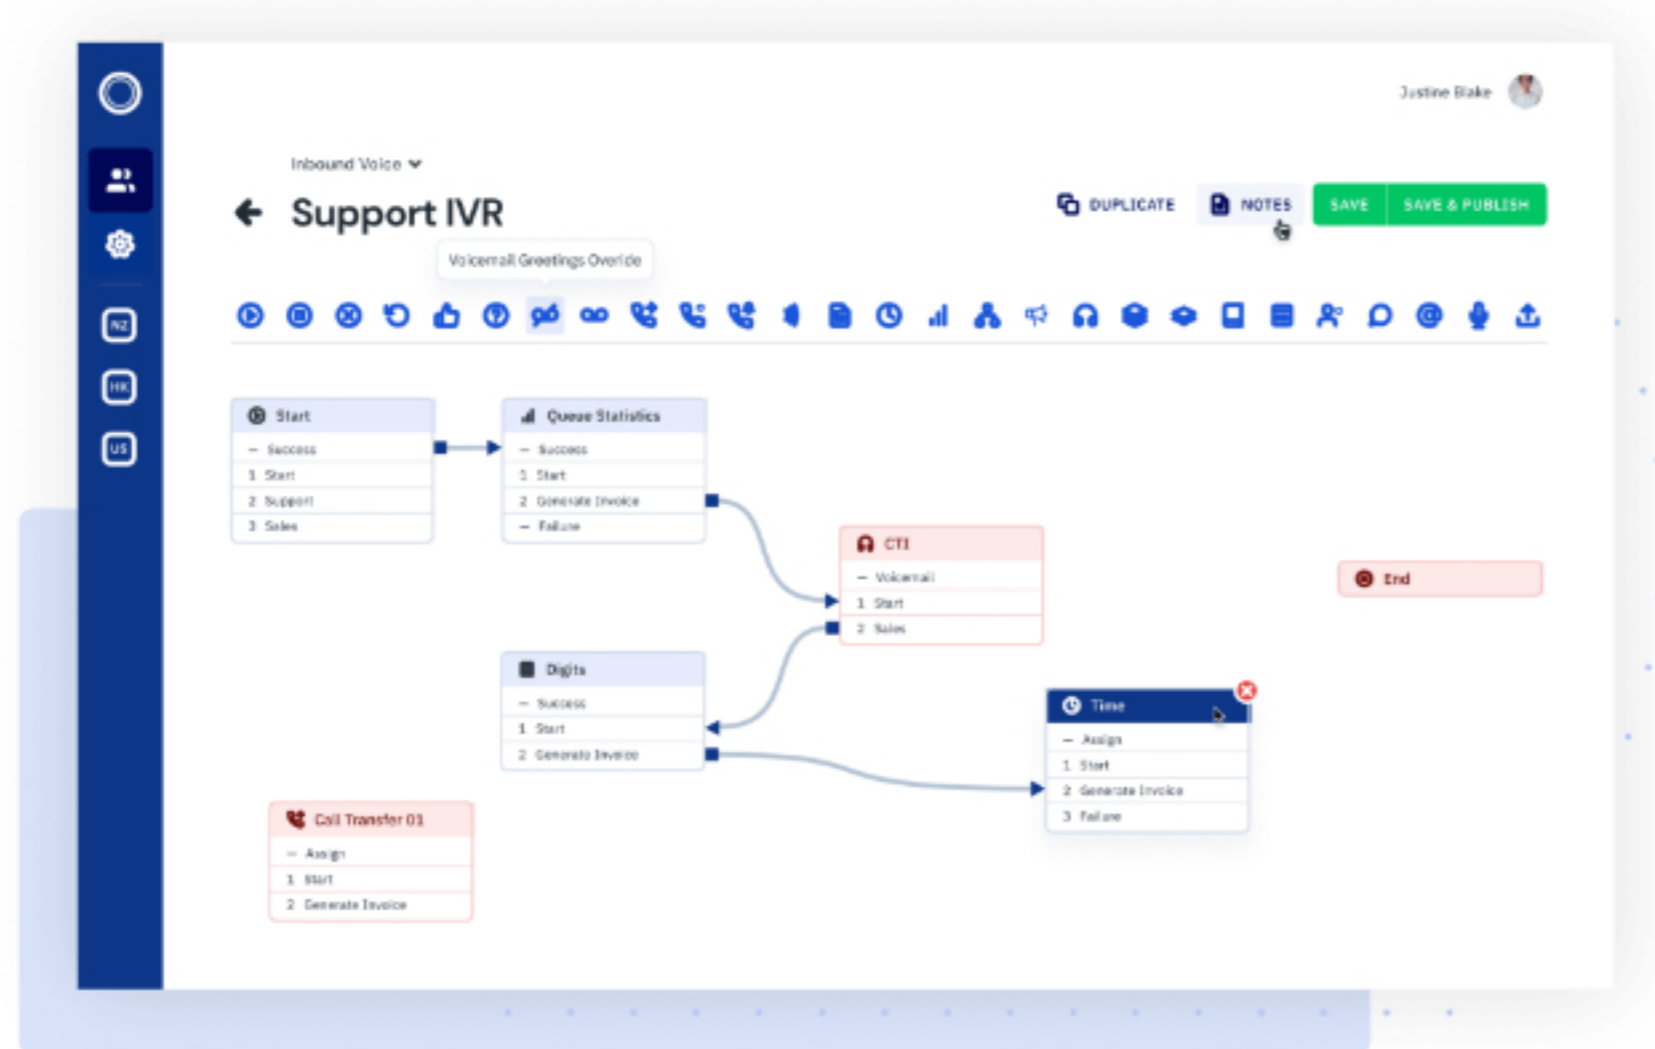 Justine Blake
Inbound Voice
Support IVR
DUPLICATE
NOTES
SAVE
SAVE & PUBLISH
Voicemail Greetings Overide
NZ
HK
US
Start
— Success
1 Start
2 Support
3 Sales
Queue Statistics
— Success
1 Start
2 Generate Invoice
— Failure
CTI
— Voicemail
1 Start
2 Sales
End
Digits
— Success
1 Start
2 Generate Invoice
Time
— Assign
1 Start
2 Generate Invoice
3 Failure
Call Transfer 01
— Assign
1 Start
2 Generate Invoice